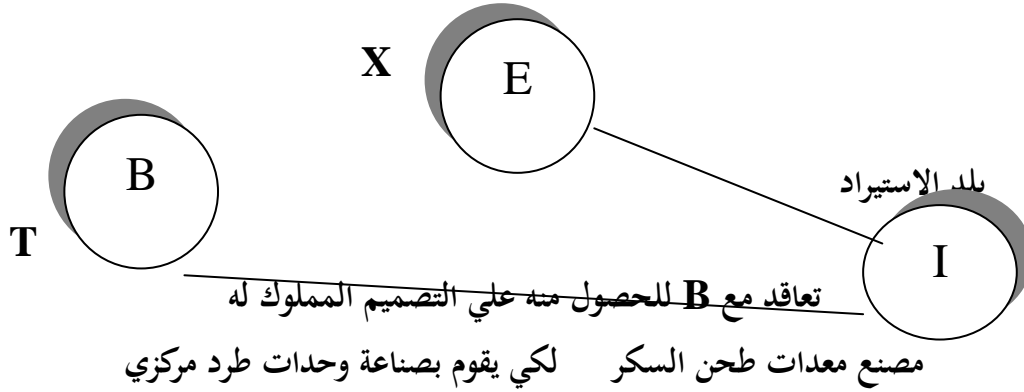 X
E
B
بلد الاستيراد
T
I
تعاقد مع B للحصول منه علي التصميم المملوك له
مصنع معدات طحن السكر لكي يقوم بصناعة وحدات طرد مركزي